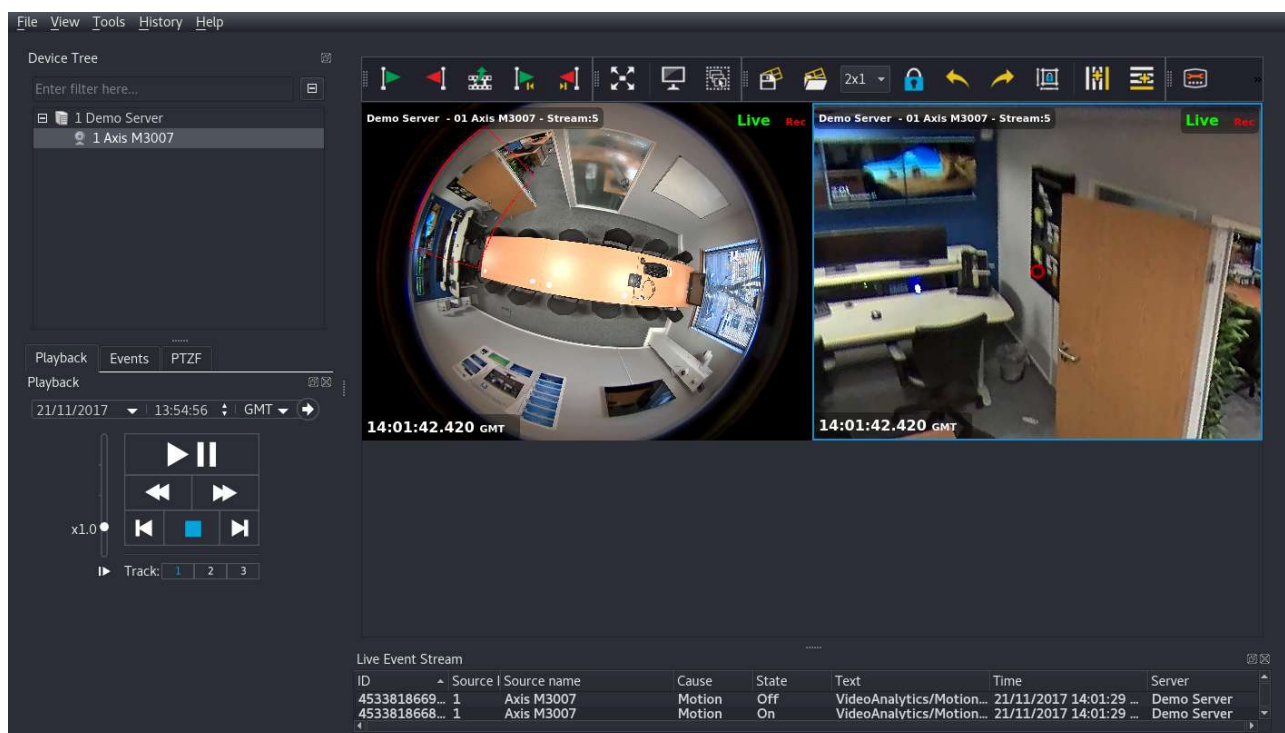 File View Tools History Help
Device Tree
Enter filter here...
1 Demo Server
1 Axis M3007
2x1
Demo Server - 01 Axis M3007 - Stream:5 Live Rec
14:01:42.420 GMT
Demo Server - 01 Axis M3007 - Stream:5 Live Rec
14:01:42.420 GMT
Playback Events PTZF
Playback
21/11/2017 13:54:56 GMT
x1.0
Track: 1 2 3
Live Event Stream
ID Source I Source name Cause State Text Time Server
4533818669... 1 Axis M3007 Motion Off VideoAnalytics/Motion... 21/11/2017 14:01:29 ... Demo Server
4533818668... 1 Axis M3007 Motion On VideoAnalytics/Motion... 21/11/2017 14:01:29 ... Demo Server